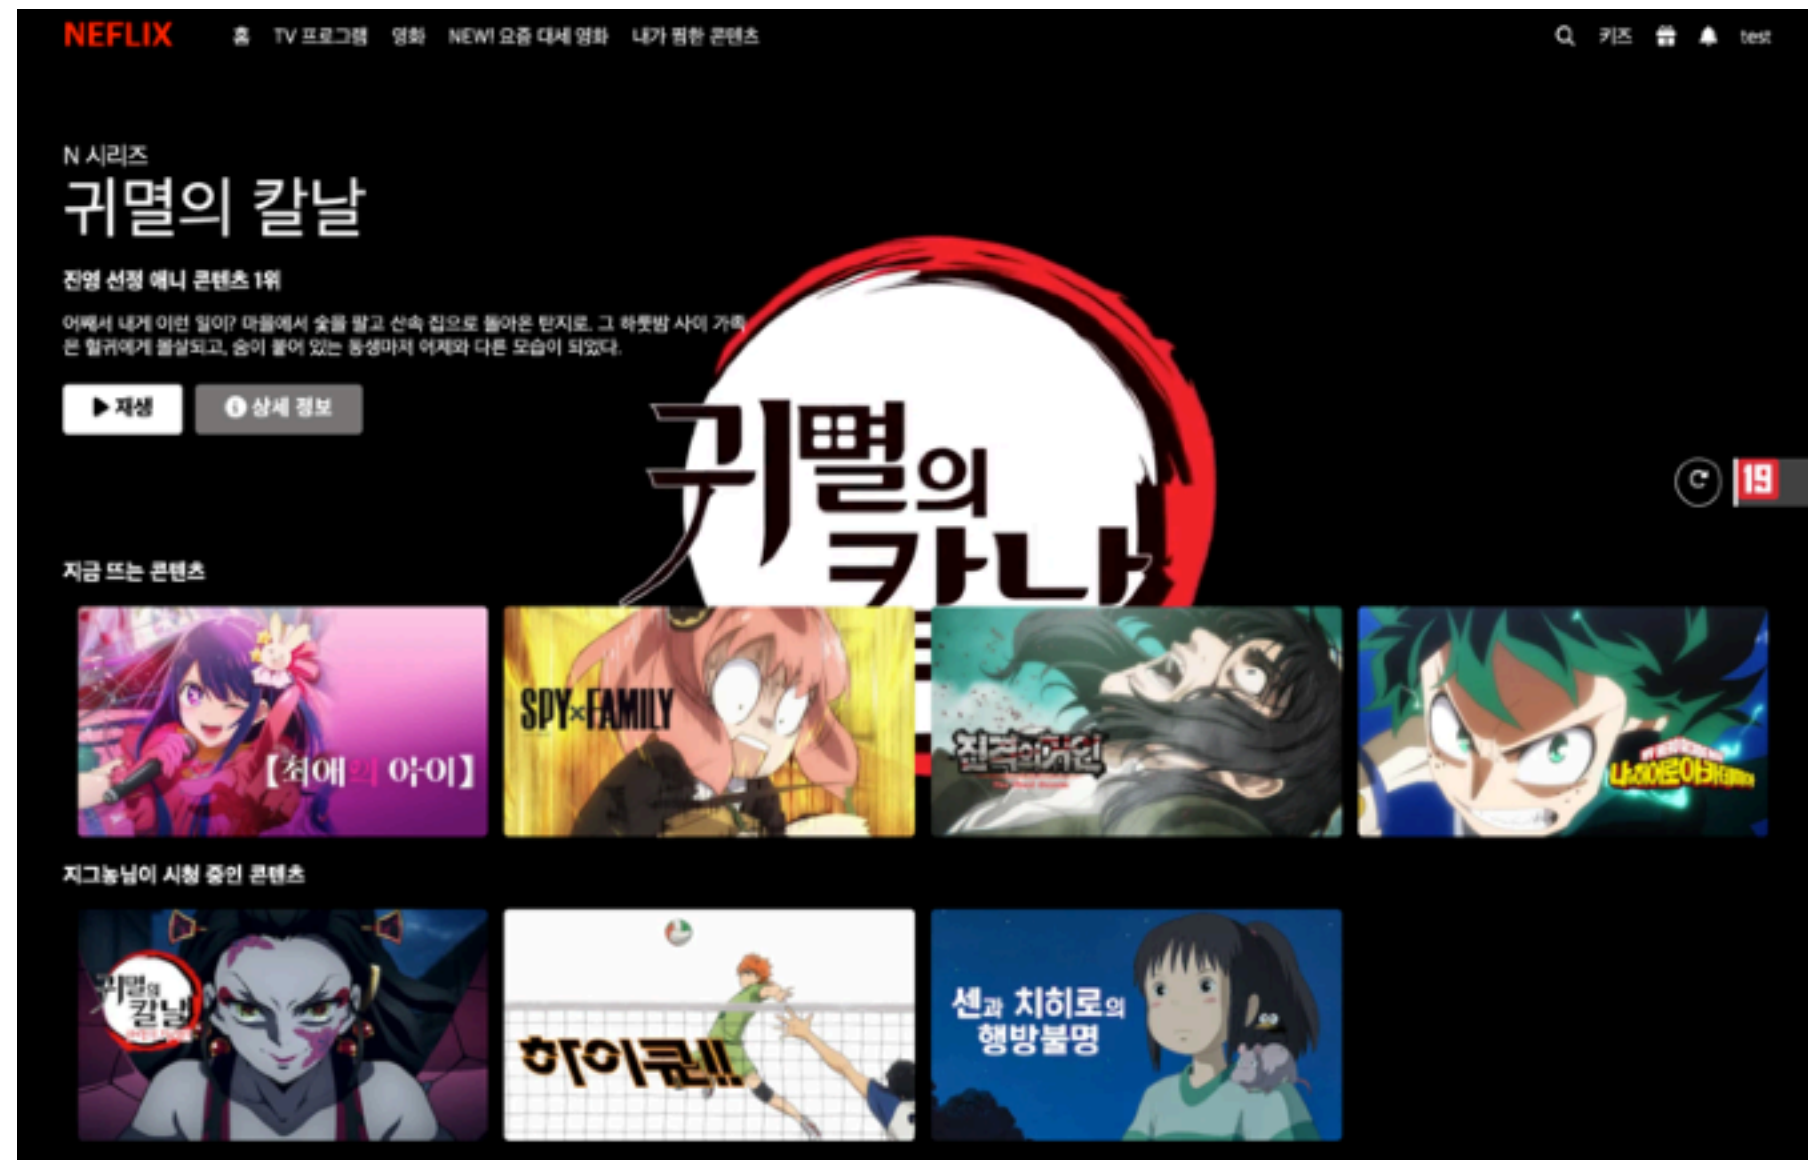 NEFLIX 홈 TV 프로그램 영화 NEW! 요즘 대세 영화 내가 찜한 콘텐츠 키즈 test
N 시리즈
귀멸의 칼날
진영 선정 애니 콘텐츠 1위
어째서 내게 이런 일이? 마을에서 숯을 팔고 산속 집으로 돌아온 탄지로. 그 하룻밤 사이 가족
은 혈귀에게 몰살되고, 숨이 붙어 있는 동생마저 어제와 다른 모습이 되었다.
재생 상세 정보
귀멸의
칼날
19
지금 뜨는 콘텐츠
【최애의 아이】
SPY×FAMILY
진격의 거인
나의 히어로 아카데미아
지그농님이 시청 중인 콘텐츠
귀멸의
칼날
하이큐!!
센과 치히로의
행방불명